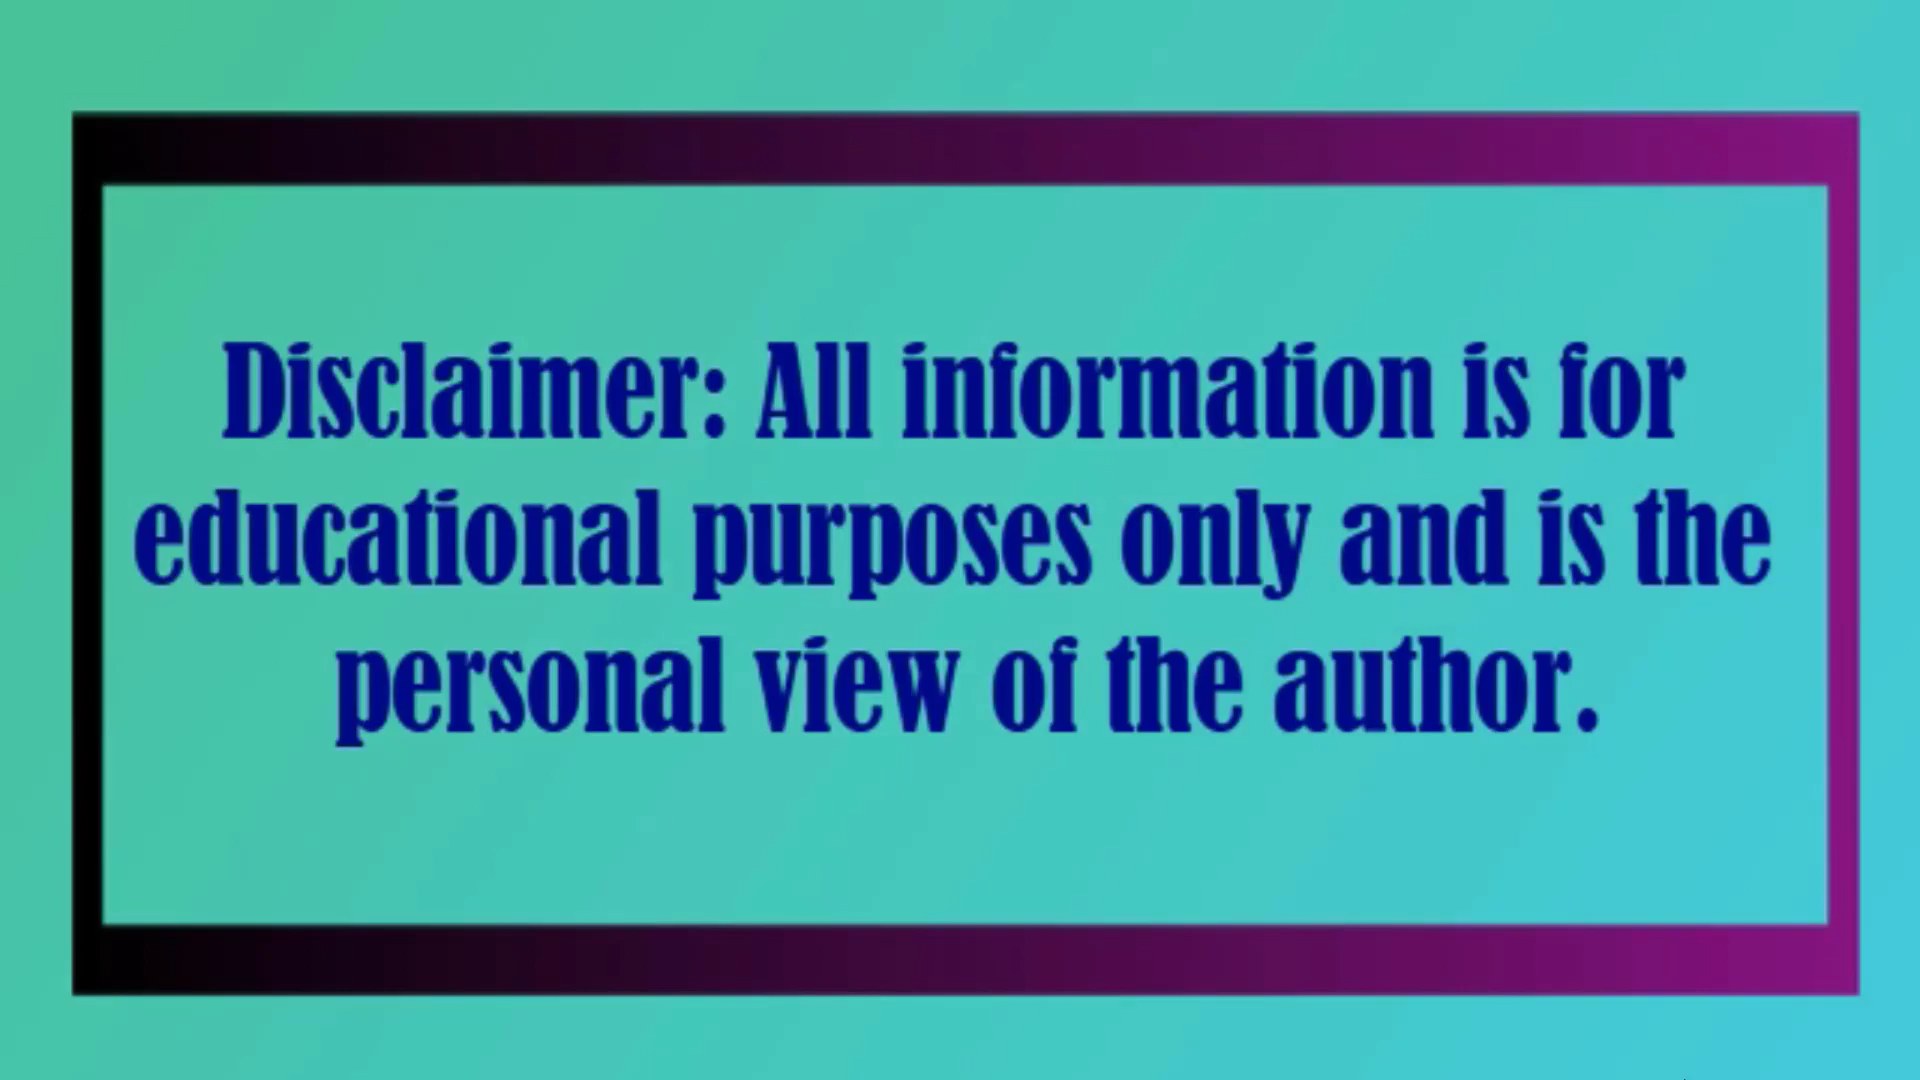 Disclaimer: All information is for
educational purposes only and is the
personal view of the author.